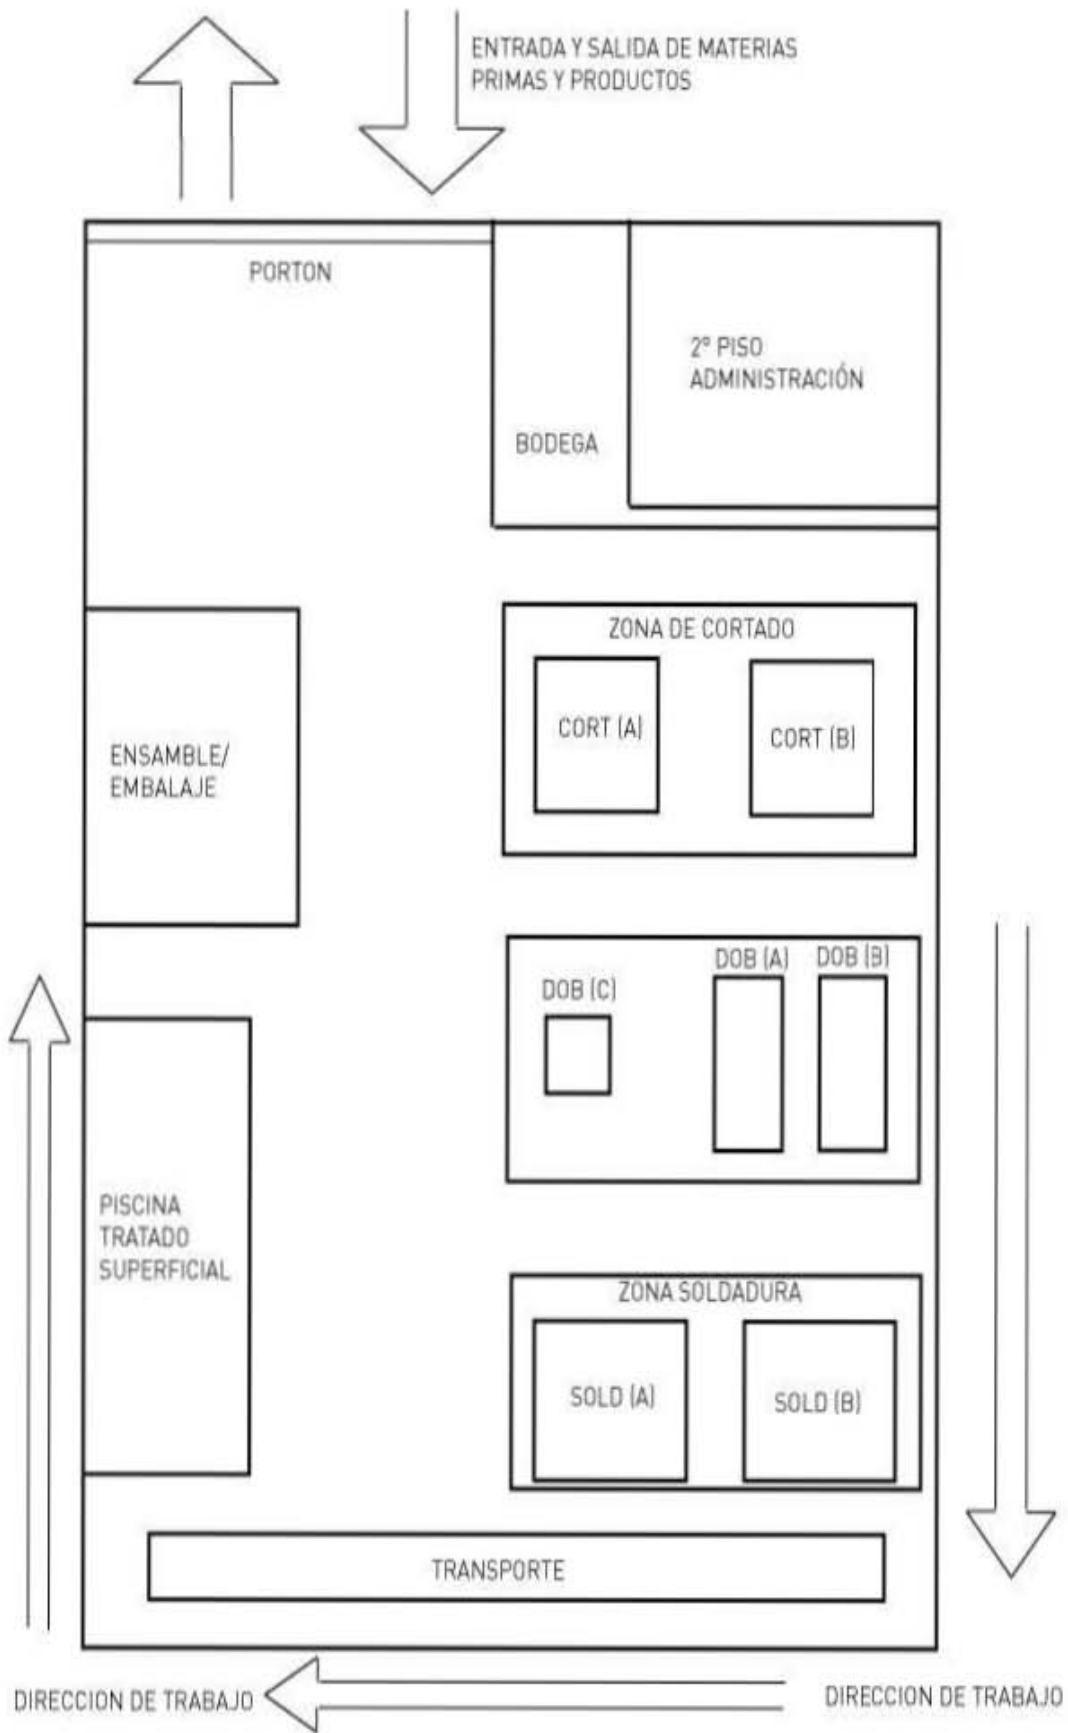 ENTRADA Y SALIDA DE MATERIAS
PRIMAS Y PRODUCTOS
PORTON
2º PISO
ADMINISTRACIÓN
BODEGA
ZONA DE CORTADO
CORT (A)
CORT (B)
ENSAMBLE/
EMBALAJE
DOB (A)
DOB (B)
DOB (C)
PISCINA
TRATADO
SUPERFICIAL
ZONA SOLDADURA
SOLD (A)
SOLD (B)
TRANSPORTE
DIRECCION DE TRABAJO
DIRECCION DE TRABAJO